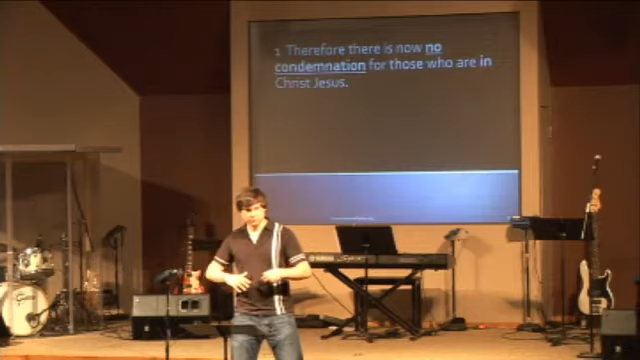 1 Therefore there is now no
condemnation for those who are in
Christ Jesus.